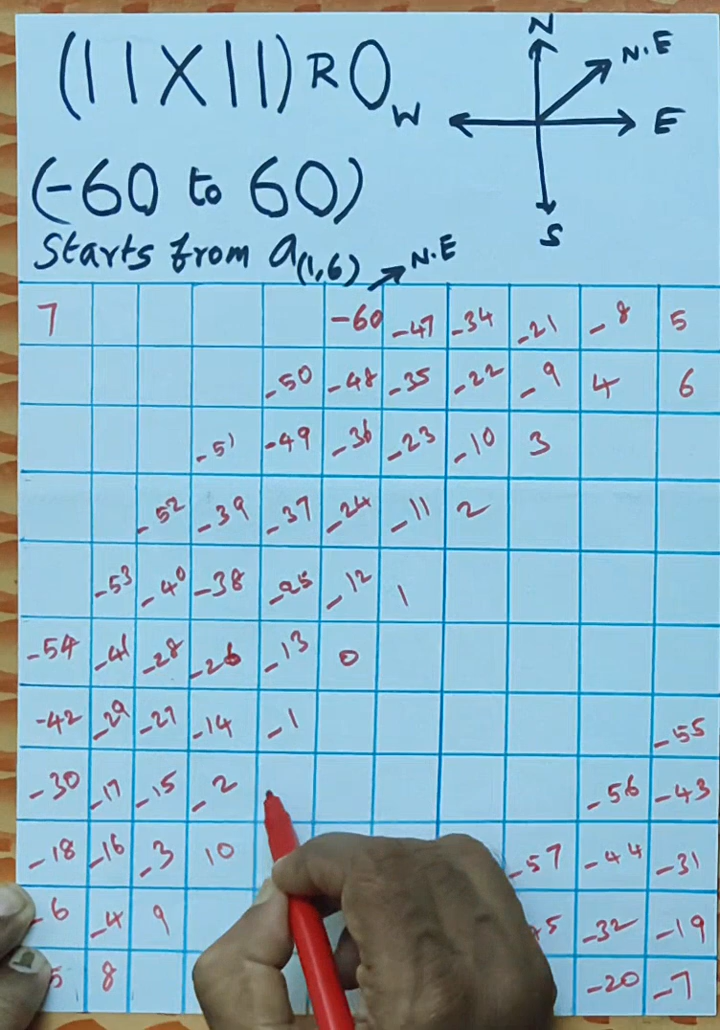 (11X11) RO
N
N.E
W E
S
(-60 to 60)
Starts from a(1,6) N.E
7 -60 -47 -34 -21 -8 5
-50 -48 -35 -22 -9 4 6
-51 -49 -36 -23 -10 3
-52 -39 -37 -24 -11 2
-53 -40 -38 -25 -12 1
-54 -41 -28 -26 -13 0
-42 -29 -27 -14 -1 -55
-30 -17 -15 -2 -56 -43
-18 -16 -3 10 -57 -44 -31
-6 -4 9 -32 -19
8 -20 -7